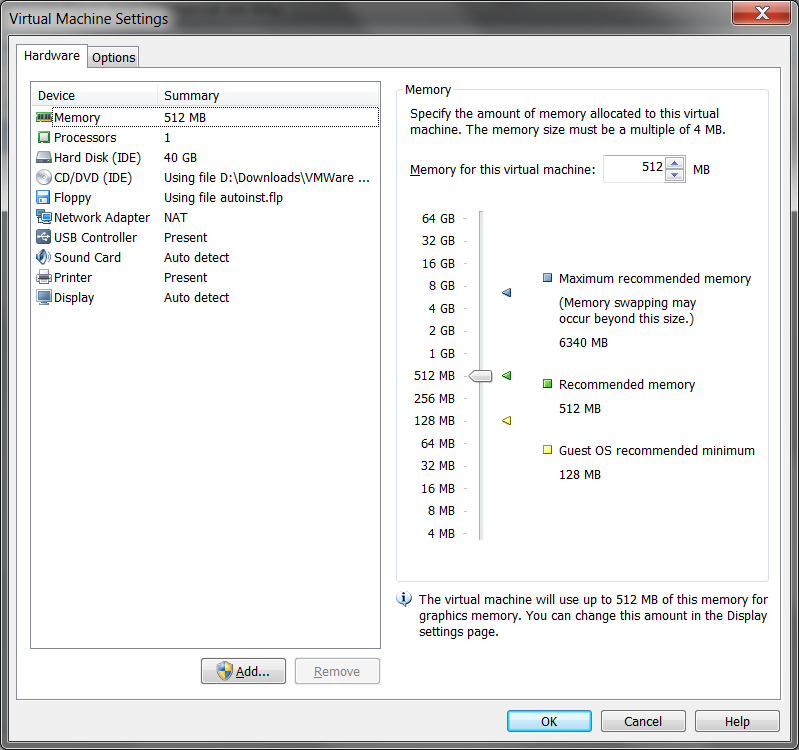 Virtual Machine Settings
Hardware
Options
Device Summary
Memory 512 MB
Processors 1
Hard Disk (IDE) 40 GB
CD/DVD (IDE) Using file D:\Downloads\VMWare ...
Floppy Using file autoinst.flp
Network Adapter NAT
USB Controller Present
Sound Card Auto detect
Printer Present
Display Auto detect
Add...
Remove
Memory
Specify the amount of memory allocated to this virtual
machine. The memory size must be a multiple of 4 MB.
Memory for this virtual machine: 512 MB
64 GB
32 GB
16 GB
8 GB
4 GB
2 GB
1 GB
512 MB
256 MB
128 MB
64 MB
32 MB
16 MB
8 MB
4 MB
Maximum recommended memory
(Memory swapping may
occur beyond this size.)
6340 MB
Recommended memory
512 MB
Guest OS recommended minimum
128 MB
The virtual machine will use up to 512 MB of this memory for
graphics memory. You can change this amount in the Display
settings page.
OK
Cancel
Help